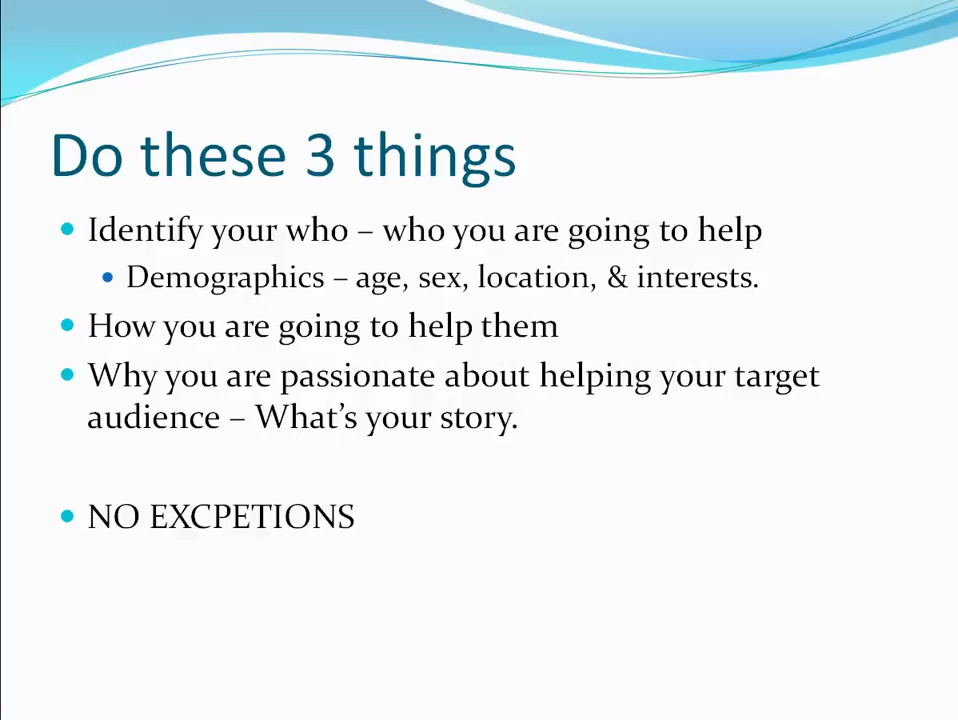 Do these 3 things
• Identify your who – who you are going to help
• Demographics – age, sex, location, & interests.
• How you are going to help them
• Why you are passionate about helping your target
audience – What’s your story.
• NO EXCPETIONS